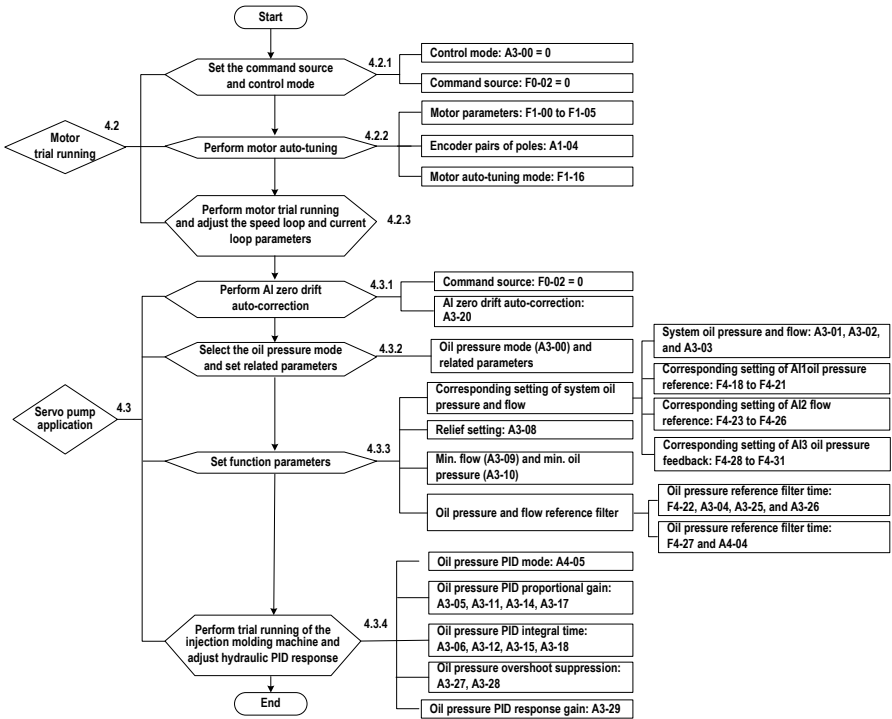 Start
4.2.1
Set the command source
and control mode
Control mode: A3-00 = 0
Command source: F0-02 = 0
4.2
Motor
trial running
4.2.2
Perform motor auto-tuning
Motor parameters: F1-00 to F1-05
Encoder pairs of poles: A1-04
Motor auto-tuning mode: F1-16
Perform motor trial running
and adjust the speed loop and current
loop parameters
4.2.3
4.3.1
Perform AI zero drift
auto-correction
Command source: F0-02 = 0
AI zero drift auto-correction:
A3-20
4.3.2
Select the oil pressure mode
and set related parameters
Oil pressure mode (A3-00) and
related parameters
4.3
Servo pump
application
4.3.3
Set function parameters
Corresponding setting of system oil
pressure and flow
Relief setting: A3-08
Min. flow (A3-09) and min. oil
pressure (A3-10)
Oil pressure and flow reference filter
System oil pressure and flow: A3-01, A3-02,
and A3-03
Corresponding setting of AI1oil pressure
reference: F4-18 to F4-21
Corresponding setting of AI2 flow
reference: F4-23 to F4-26
Corresponding setting of AI3 oil pressure
feedback: F4-28 to F4-31
Oil pressure reference filter time:
F4-22, A3-04, A3-25, and A3-26
Oil pressure reference filter time:
F4-27 and A4-04
4.3.4
Perform trial running of the
injection molding machine and
adjust hydraulic PID response
Oil pressure PID mode: A4-05
Oil pressure PID proportional gain:
A3-05, A3-11, A3-14, A3-17
Oil pressure PID integral time:
A3-06, A3-12, A3-15, A3-18
Oil pressure overshoot suppression:
A3-27, A3-28
Oil pressure PID response gain: A3-29
End